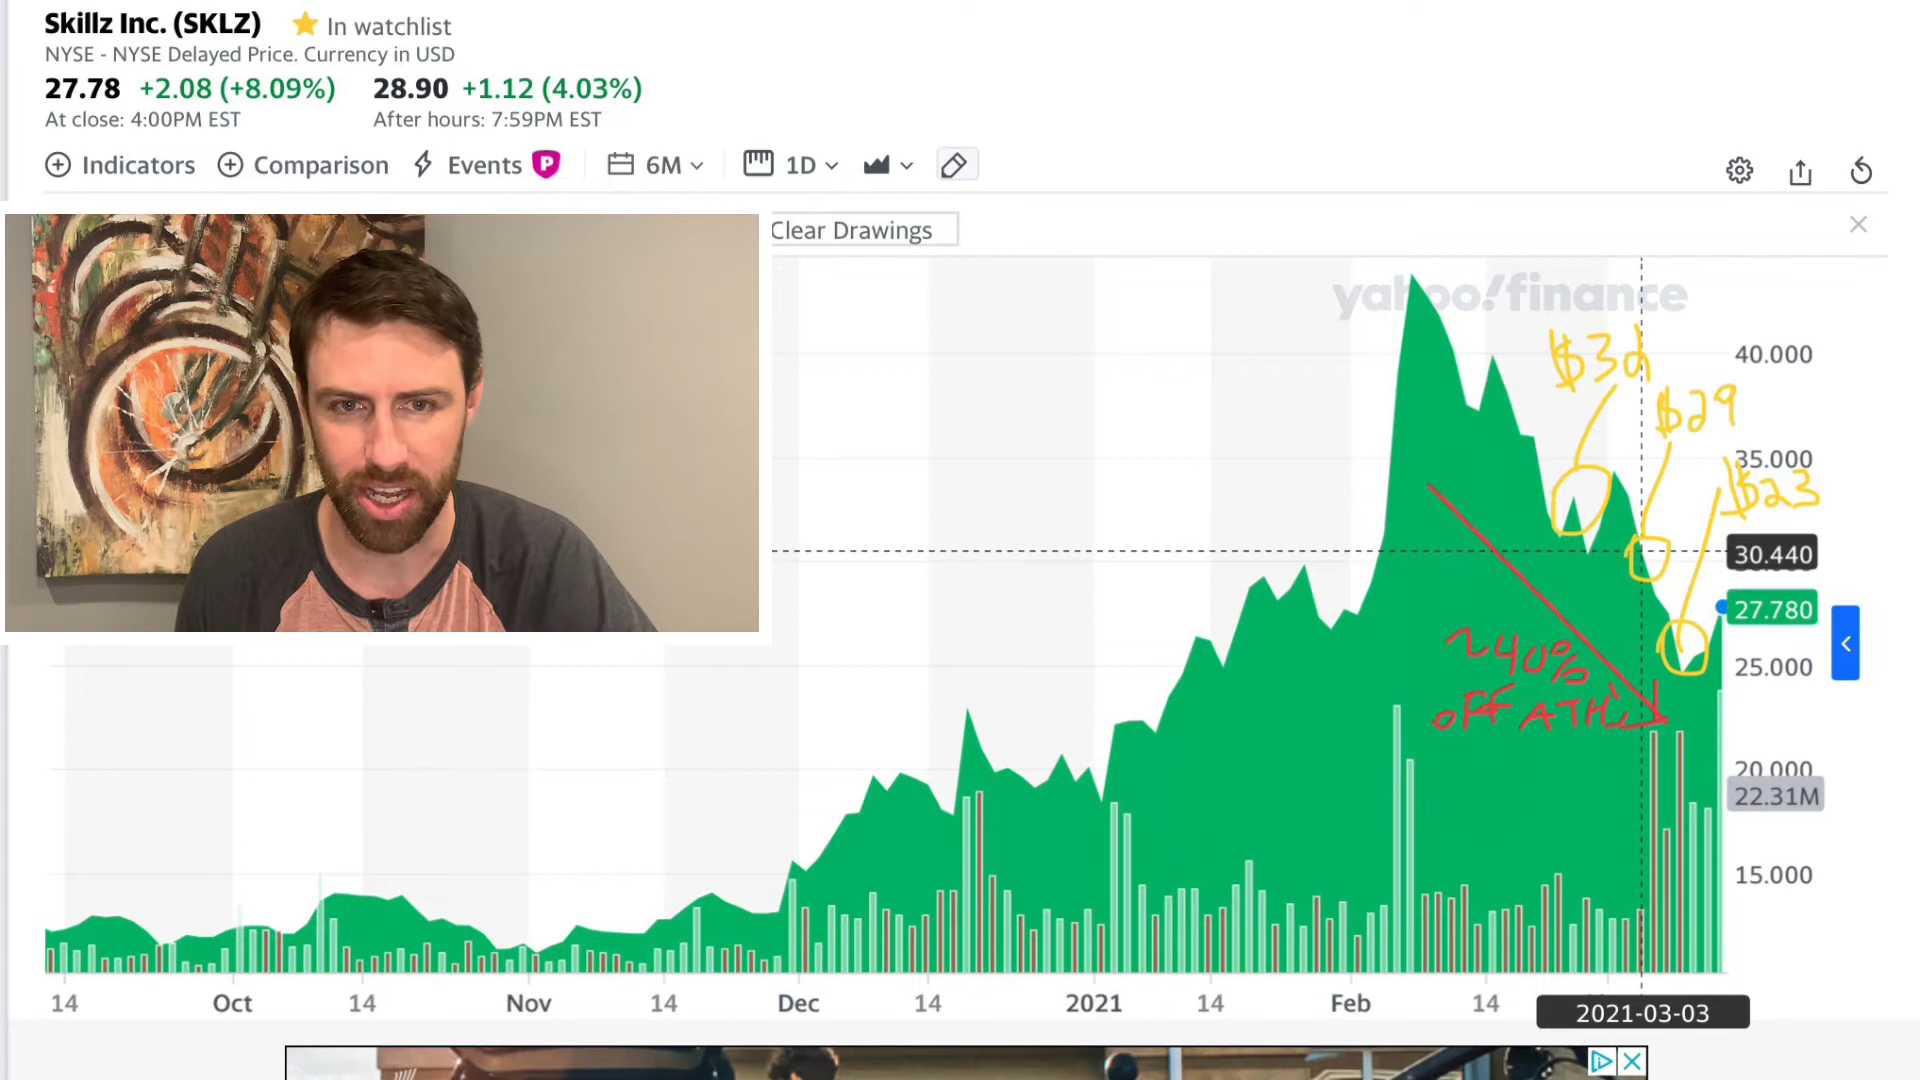 Skillz Inc. (SKLZ) In watchlist
NYSE - NYSE Delayed Price. Currency in USD
27.78 +2.08 (+8.09%) 28.90 +1.12 (4.03%)
At close: 4:00PM EST After hours: 7:59PM EST
Indicators Comparison Events P 6M 1D
Clear Drawings
yahoo!finance
40.000
$29
35.000
$23
30.440
27.780
~40%
25.000
off ATH
20.000
22.31M
15.000
14 Oct 14 Nov 14 Dec 14 2021 14 Feb 14
2021-03-03